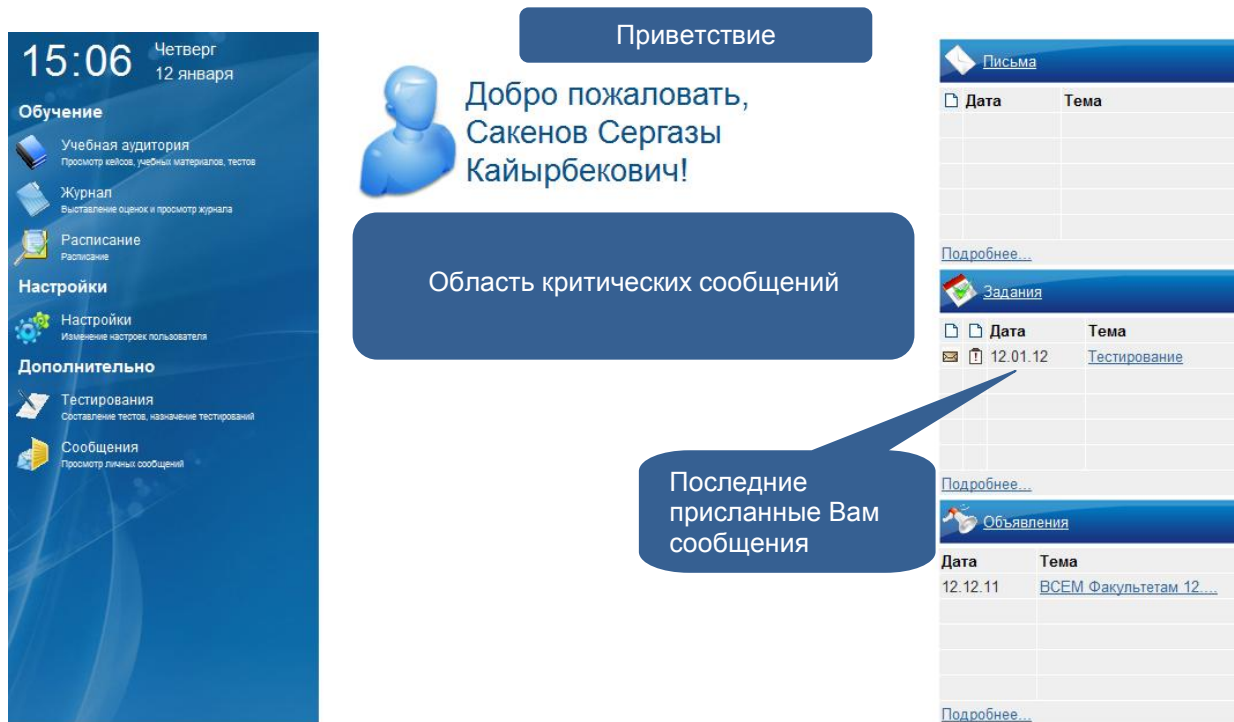 15:06
Четверг
12 января
Обучение
Учебная аудитория
Просмотр кейсов, учебных материалов, тестов
Журнал
Выставление оценок и просмотр журнала
Расписание
Расписание
Настройки
Настройки
Изменение настроек пользователя
Дополнительно
Тестирования
Составление тестов, назначение тестирований
Сообщения
Просмотр личных сообщений
Приветствие
Добро пожаловать,
Сакенов Сергазы
Кайырбекович!
Область критических сообщений
Последние
присланные Вам
сообщения
Письма
Дата Тема
Подробнее...
Задания
Дата Тема
12.01.12 Тестирование
Подробнее...
Объявления
Дата Тема
12.12.11 ВСЕМ Факультетам 12....
Подробнее...